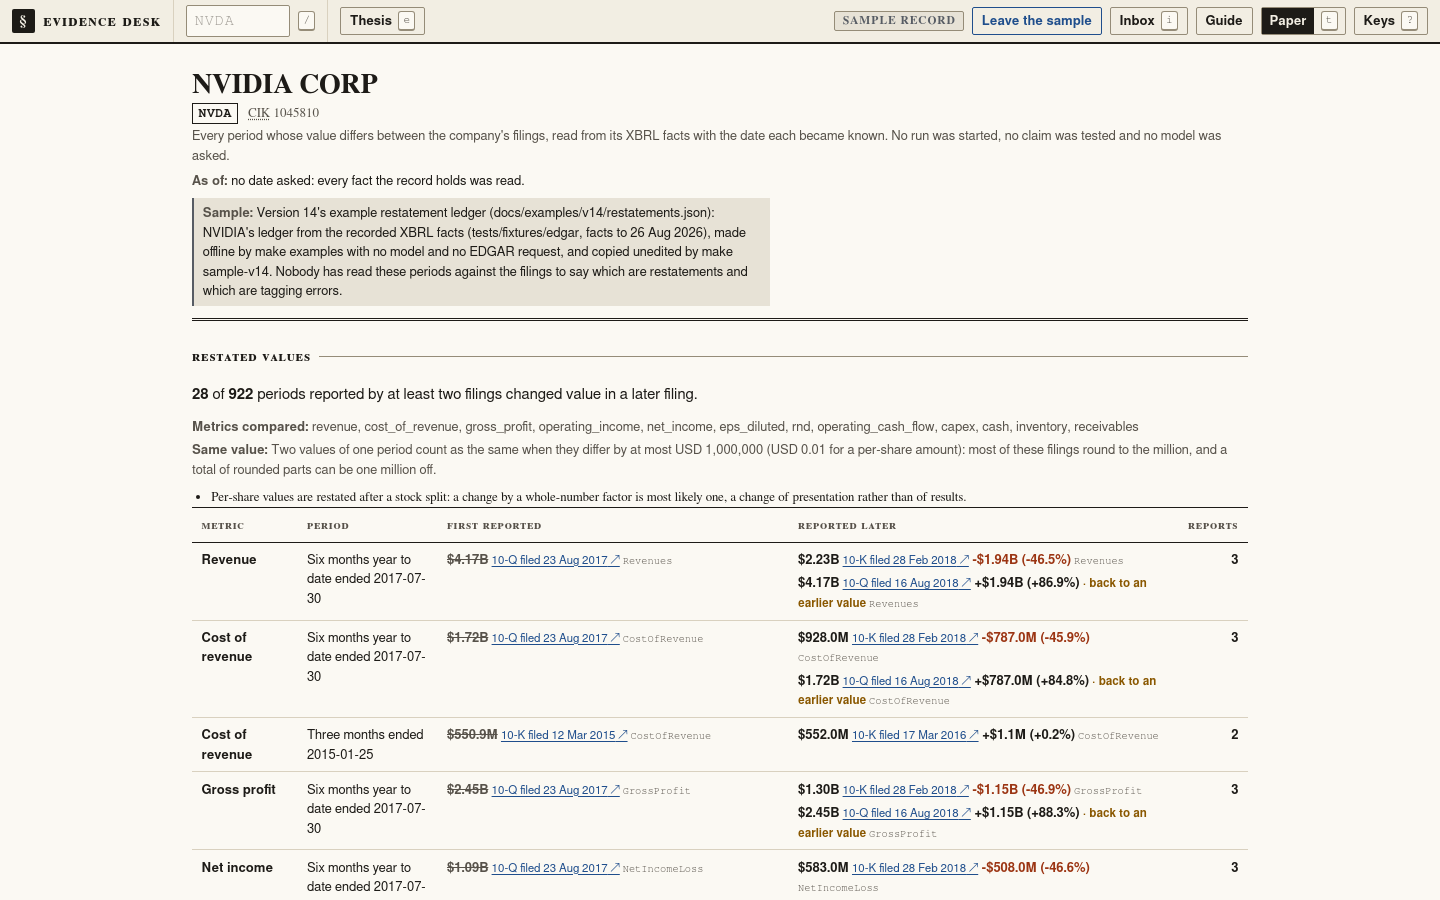 § EVIDENCE DESK NVDA / Thesis e SAMPLE RECORD Leave the sample Inbox i Guide Paper t Keys ?
NVIDIA CORP
NVDA CIK 1045810
Every period whose value differs between the company's filings, read from its XBRL facts with the date each became known. No run was started, no claim was tested and no model was
asked.
As of: no date asked: every fact the record holds was read.
Sample: Version 14's example restatement ledger (docs/examples/v14/restatements.json):
NVIDIA's ledger from the recorded XBRL facts (tests/fixtures/edgar, facts to 26 Aug 2026), made
offline by make examples with no model and no EDGAR request, and copied unedited by make
sample-v14. Nobody has read these periods against the filings to say which are restatements and
which are tagging errors.
RESTATED VALUES
28 of 922 periods reported by at least two filings changed value in a later filing.
Metrics compared: revenue, cost_of_revenue, gross_profit, operating_income, net_income, eps_diluted, rnd, operating_cash_flow, capex, cash, inventory, receivables
Same value: Two values of one period count as the same when they differ by at most USD 1,000,000 (USD 0.01 for a per-share amount): most of these filings round to the million, and a
total of rounded parts can be one million off.
• Per-share values are restated after a stock split: a change by a whole-number factor is most likely one, a change of presentation rather than of results.
METRIC PERIOD FIRST REPORTED REPORTED LATER REPORTS
Revenue Six months year to $4.17B 10-Q filed 23 Aug 2017 ↗ Revenues $2.23B 10-K filed 28 Feb 2018 ↗ -$1.94B (-46.5%) Revenues 3
date ended 2017-07- $4.17B 10-Q filed 16 Aug 2018 ↗ +$1.94B (+86.9%) · back to an
30 earlier value Revenues
Cost of Six months year to $1.72B 10-Q filed 23 Aug 2017 ↗ CostOfRevenue $928.0M 10-K filed 28 Feb 2018 ↗ -$787.0M (-45.9%) 3
revenue date ended 2017-07- CostOfRevenue
30 $1.72B 10-Q filed 16 Aug 2018 ↗ +$787.0M (+84.8%) · back to an
earlier value CostOfRevenue
Cost of Three months ended $550.9M 10-K filed 12 Mar 2015 ↗ CostOfRevenue $552.0M 10-K filed 17 Mar 2016 ↗ +$1.1M (+0.2%) CostOfRevenue 2
revenue 2015-01-25
Gross profit Six months year to $2.45B 10-Q filed 23 Aug 2017 ↗ GrossProfit $1.30B 10-K filed 28 Feb 2018 ↗ -$1.15B (-46.9%) GrossProfit 3
date ended 2017-07- $2.45B 10-Q filed 16 Aug 2018 ↗ +$1.15B (+88.3%) · back to an
30 earlier value GrossProfit
Net income Six months year to $1.09B 10-Q filed 23 Aug 2017 ↗ NetIncomeLoss $583.0M 10-K filed 28 Feb 2018 ↗ -$508.0M (-46.6%) 3
date ended 2017-07- NetIncomeLoss